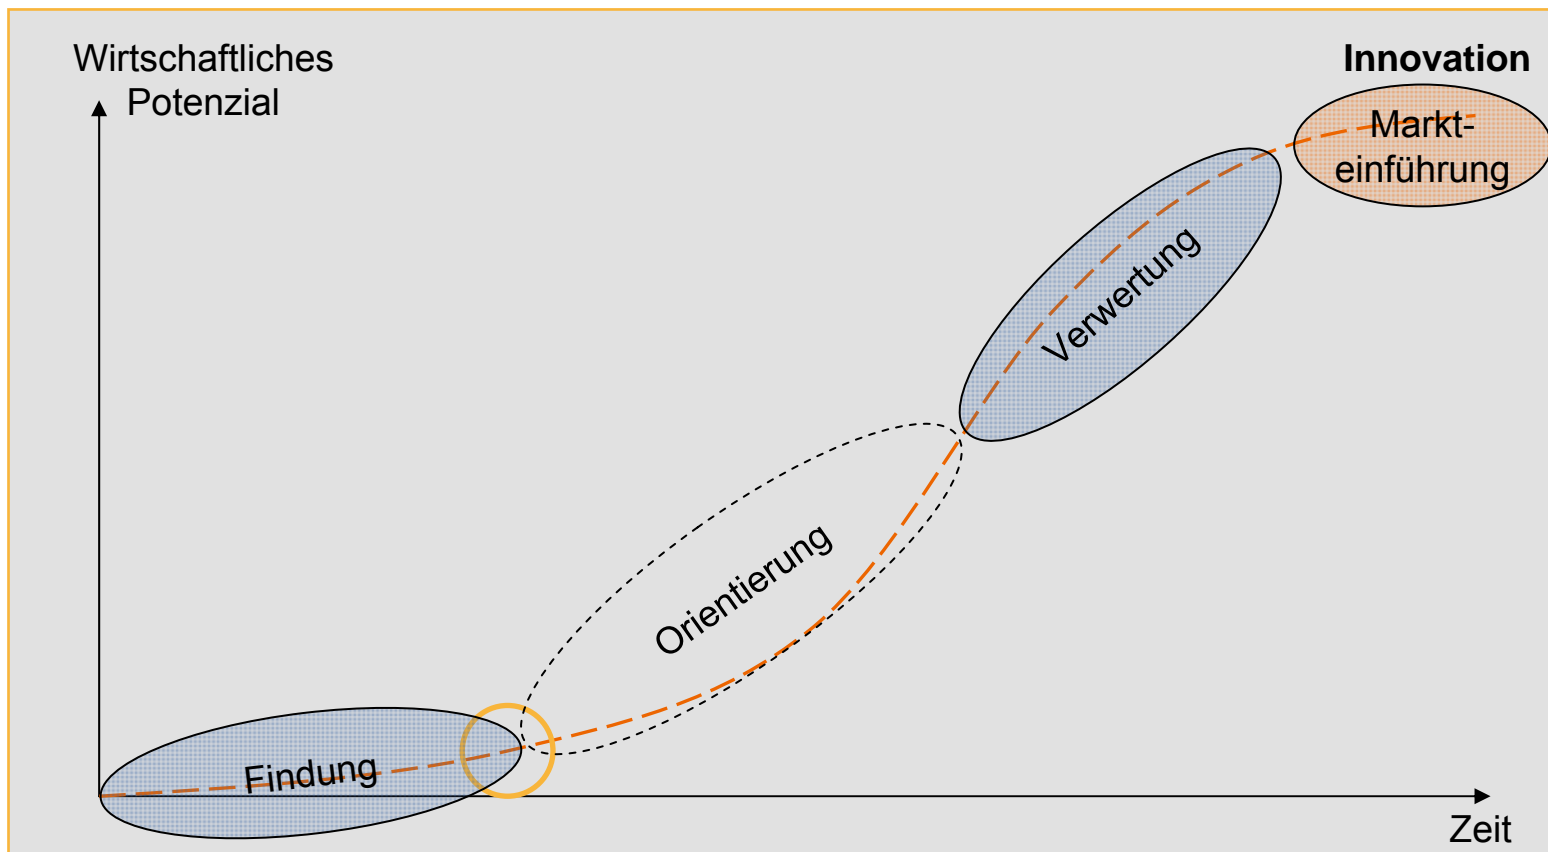 Wirtschaftliches
Potenzial
Innovation
Markt-
einführung
Verwertung
Orientierung
Findung
Zeit